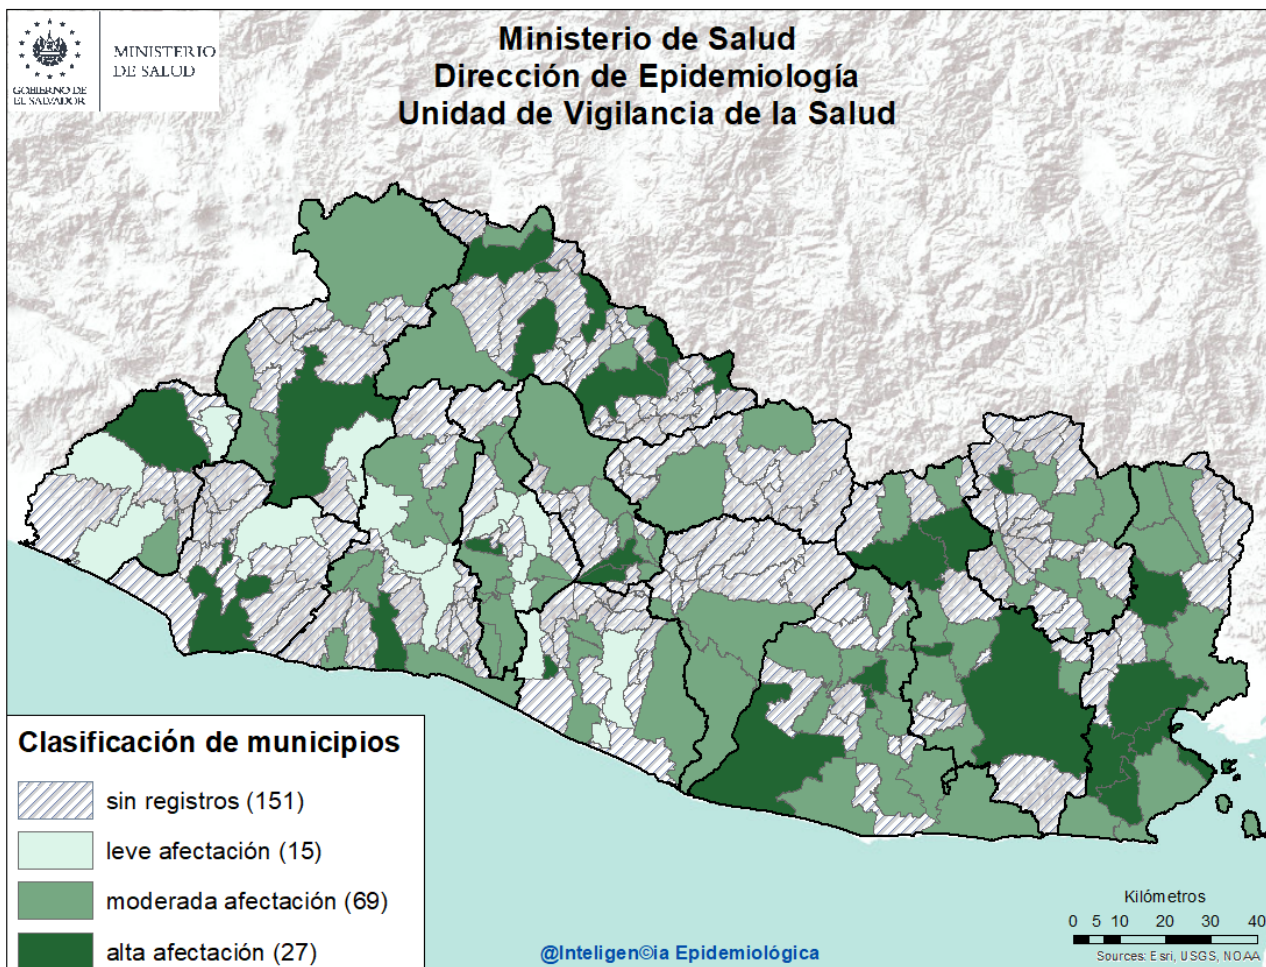 GOBIERNO DE
EL SALVADOR
MINISTERIO
DE SALUD
Ministerio de Salud
Dirección de Epidemiología
Unidad de Vigilancia de la Salud
Clasificación de municipios
sin registros (151)
leve afectación (15)
moderada afectación (69)
alta afectación (27)
@Inteligen©ia Epidemiológica
Kilómetros
0 5 10 20 30 40
Sources: Esri, USGS, NOAA